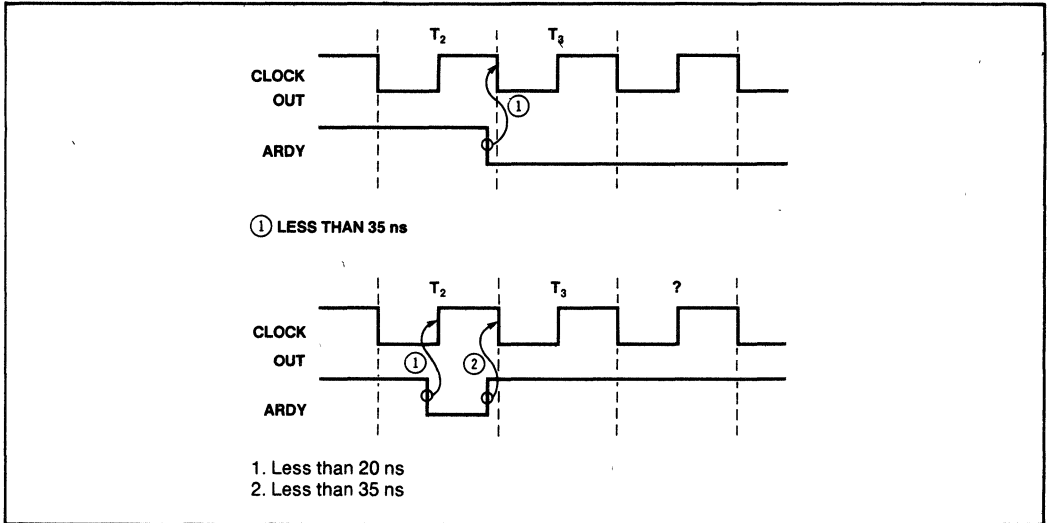 T2 T3
CLOCK
OUT
①
ARDY
① LESS THAN 35 ns
T2 T3 ?
CLOCK
OUT
① ②
ARDY
1. Less than 20 ns
2. Less than 35 ns